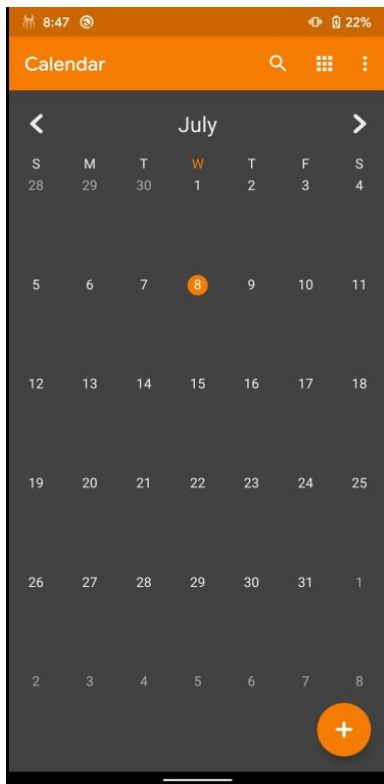 8:47 22%
Calendar
July
S M T W T F S
28 29 30 1 2 3 4
5 6 7 8 9 10 11
12 13 14 15 16 17 18
19 20 21 22 23 24 25
26 27 28 29 30 31 1
2 3 4 5 6 7 8